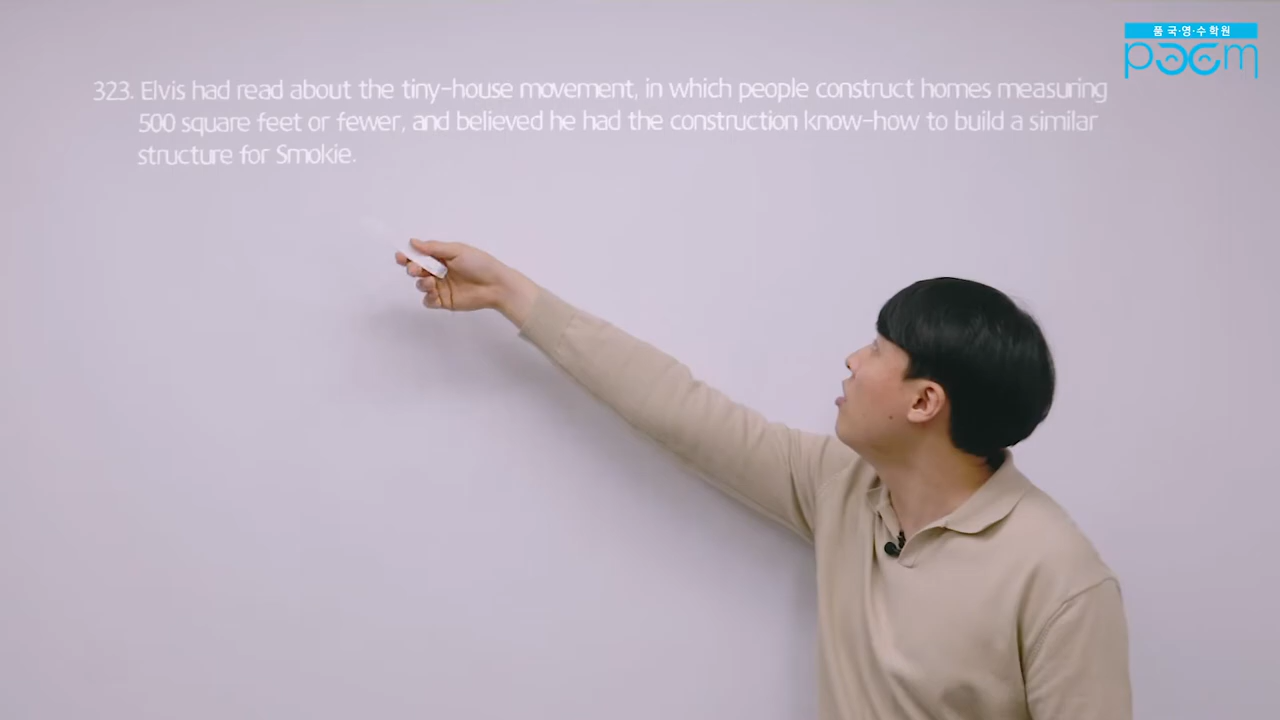 품 국·영·수 학원
poem
323. Elvis had read about the tiny-house movement, in which people construct homes measuring
500 square feet or fewer, and believed he had the construction know-how to build a similar
structure for Smokie.